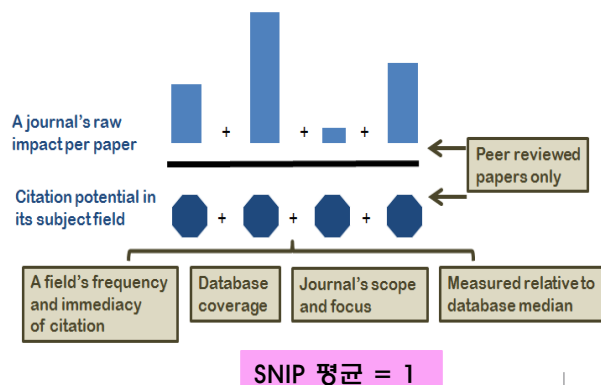 A journal's raw
impact per paper
+ + +
Peer reviewed
papers only
Citation potential in
its subject field
+ + +
A field's frequency
and immediacy
of citation
Database
coverage
Journal's scope
and focus
Measured relative to
database median
SNIP 평균 = 1